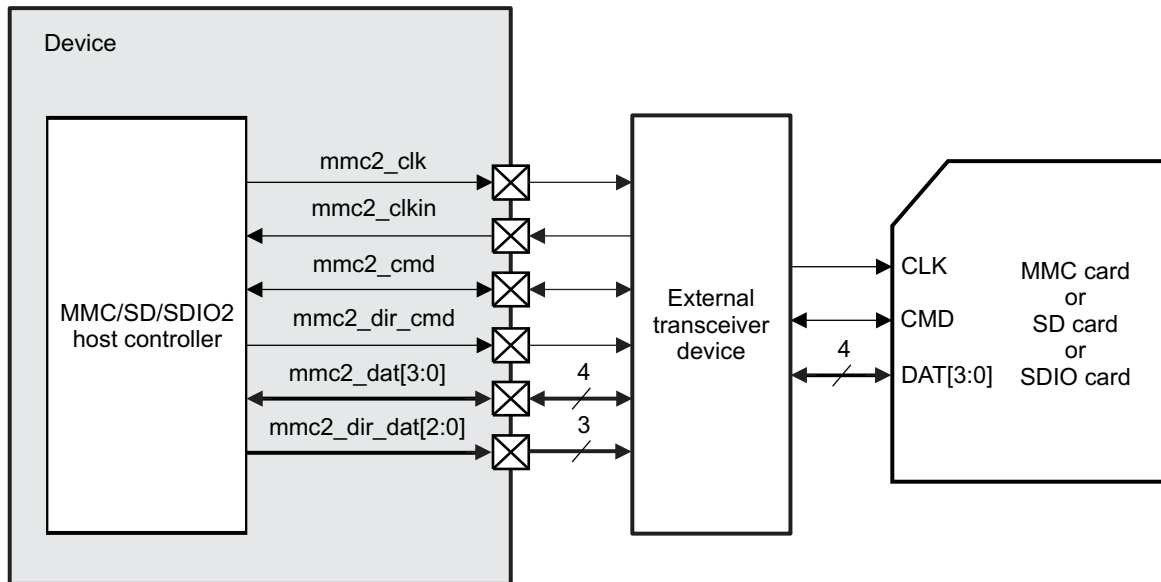 Device
mmc2_clk
mmc2_clkin
mmc2_cmd
MMC/SD/SDIO2
host controller
mmc2_dir_cmd
mmc2_dat[3:0]
4
mmc2_dir_dat[2:0]
3
External
transceiver
device
CLK
CMD
4
DAT[3:0]
MMC card
or
SD card
or
SDIO card